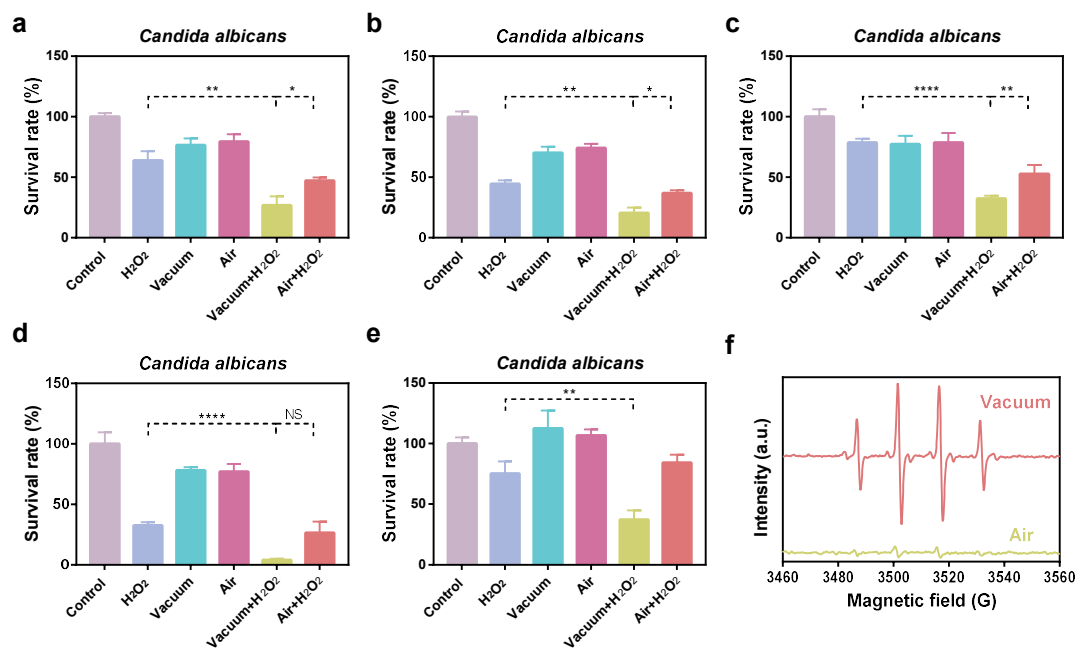 a
Candida albicans
Survival rate (%)
150
100
50
0
** *
Control
H2O2
Vacuum
Air
Vacuum+H2O2
Air+H2O2
b
Candida albicans
Survival rate (%)
150
100
50
0
** *
Control
H2O2
Vacuum
Air
Vacuum+H2O2
Air+H2O2
c
Candida albicans
Survival rate (%)
150
100
50
0
**** **
Control
H2O2
Vacuum
Air
Vacuum+H2O2
Air+H2O2
d
Candida albicans
Survival rate (%)
150
100
50
0
**** NS
Control
H2O2
Vacuum
Air
Vacuum+H2O2
Air+H2O2
e
Candida albicans
Survival rate (%)
150
100
50
0
**
Control
H2O2
Vacuum
Air
Vacuum+H2O2
Air+H2O2
f
Intensity (a.u.)
Vacuum
Air
3460 3480 3500 3520 3540 3560
Magnetic field (G)